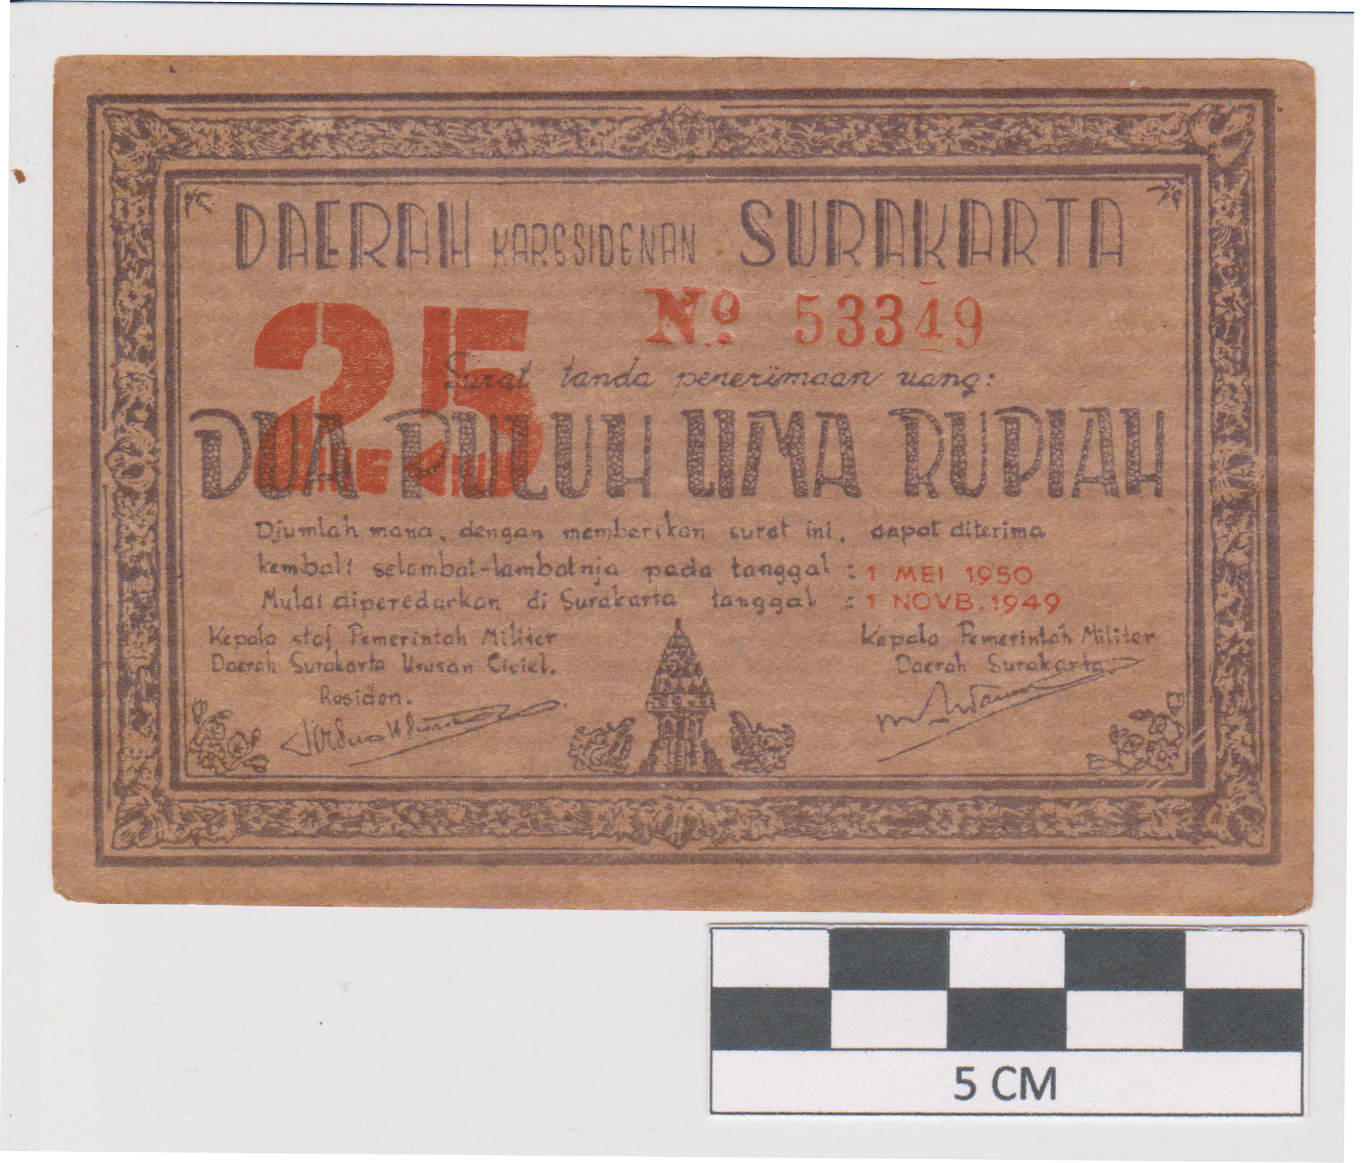 DAERAH KARESIDENAN SURAKARTA
25
No. 53349
Surat tanda penerimaan uang:
DUA PULUH LIMA RUPIAH
Djumlah mana, dengan memberikan surat ini, dapat diterima
kembali selambat-lambatnja pada tanggal : 1 MEI 1950
Mulai diperedarkan di Surakarta tanggal : 1 NOVB. 1949
Kepala staf Pemerintah Militer
Daerah Surakarta Urusan Ciciel.
Residen.
Kepala Pemerintah Militer
Daerah Surakarta
5 CM